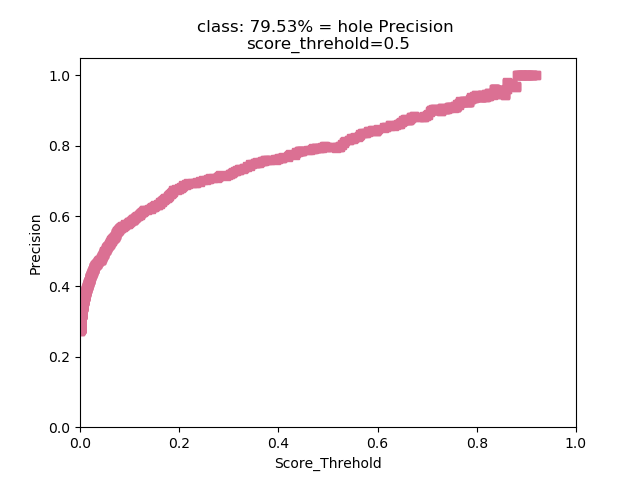 class: 79.53% = hole Precision
score_threhold=0.5
1.0
0.8
0.6
0.4
0.2
0.0
Precision
0.0 0.2 0.4 0.6 0.8 1.0
Score_Threhold